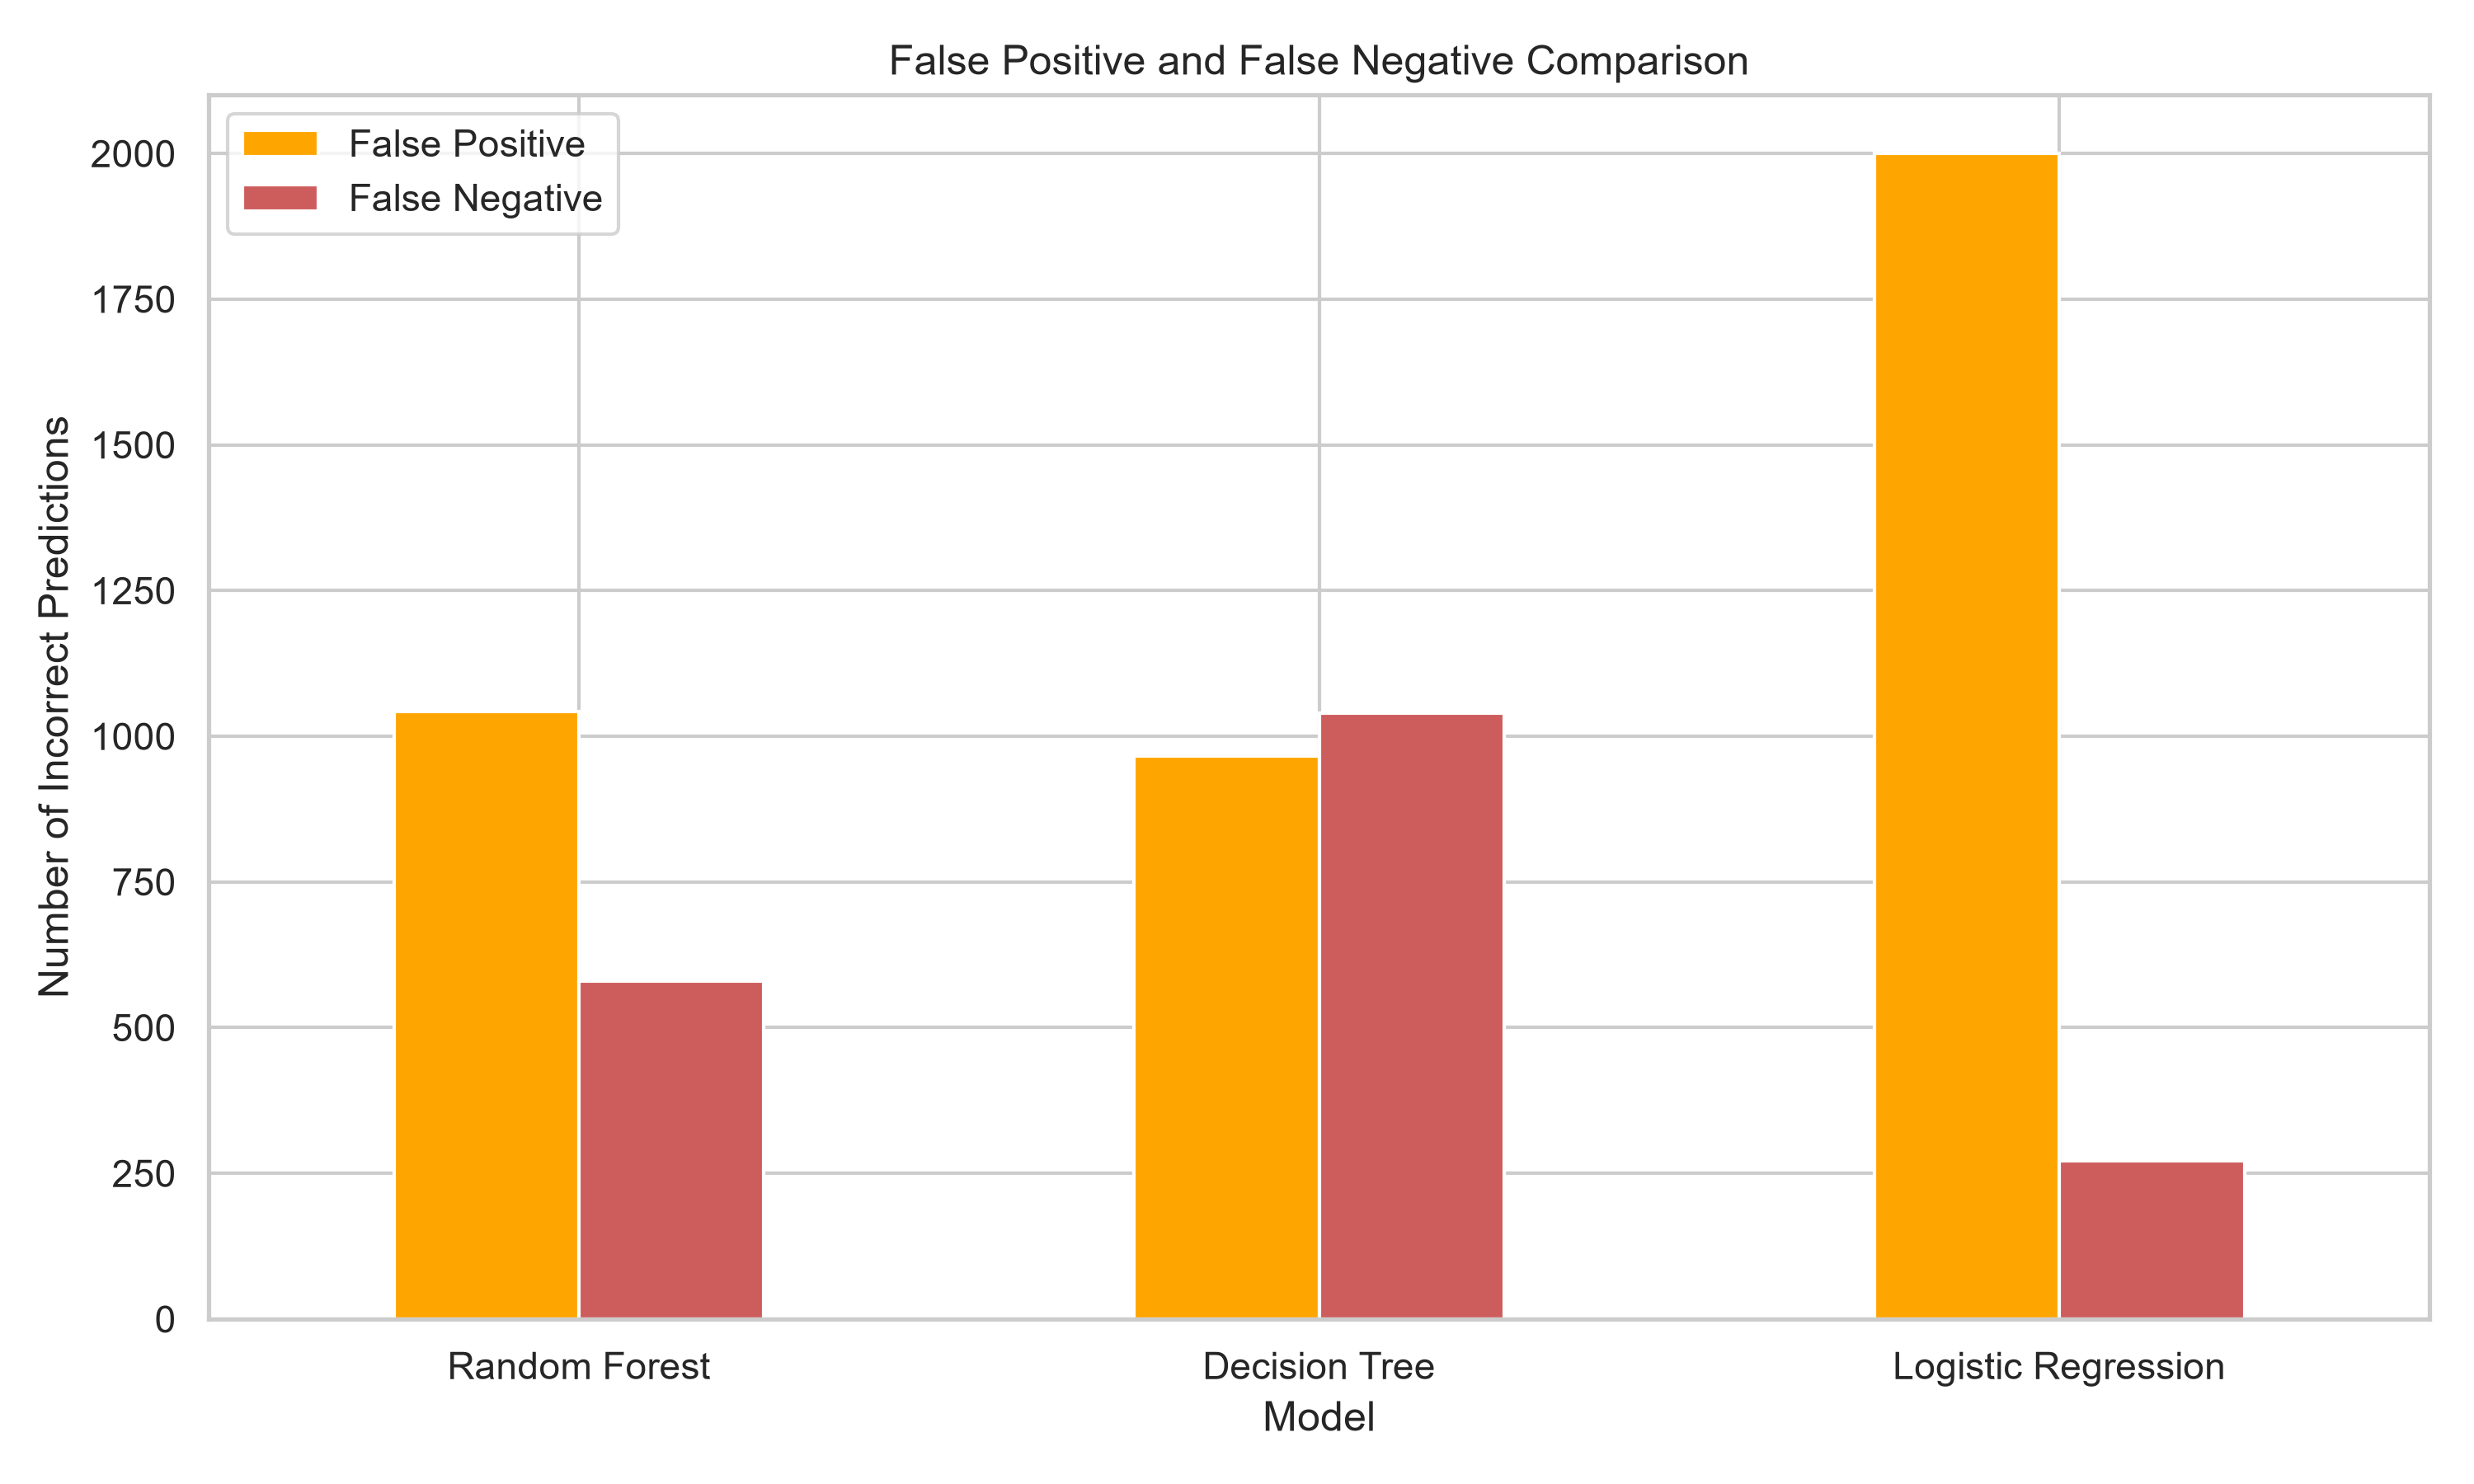 False Positive and False Negative Comparison
False Positive
False Negative
2000
1750
1500
1250
1000
750
500
250
0
Number of Incorrect Predictions
Random Forest
Decision Tree
Logistic Regression
Model